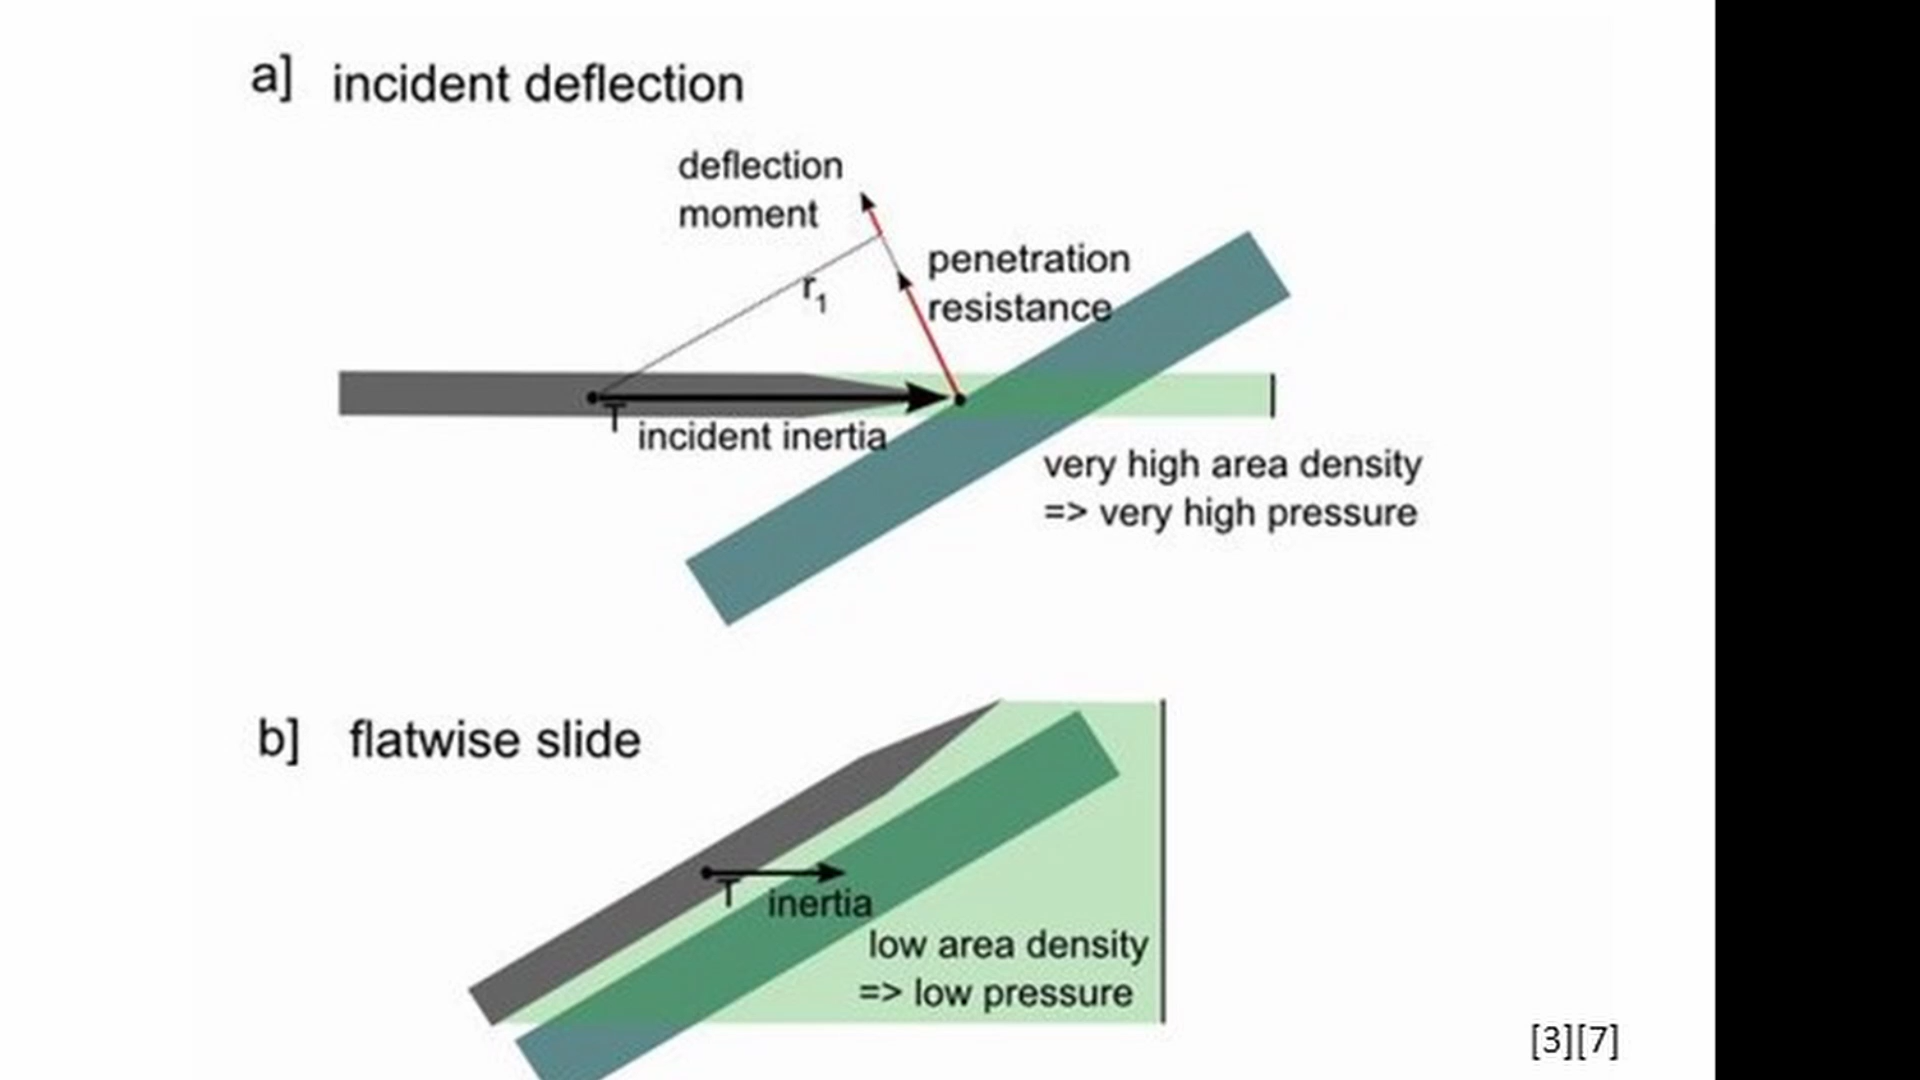 a] incident deflection
deflection
moment
penetration
resistance
r1
T
incident inertia
very high area density
=> very high pressure
b] flatwise slide
T
inertia
low area density
=> low pressure
[3][7]